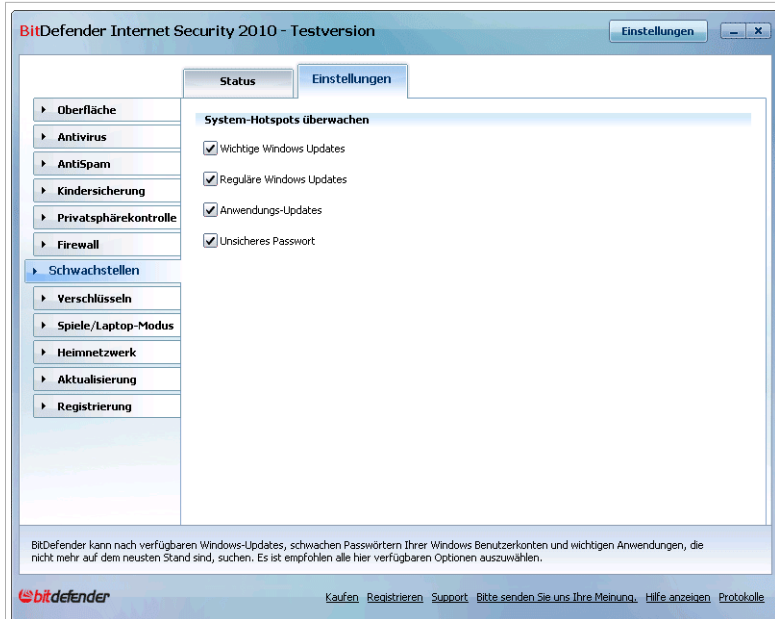 BitDefender Internet Security 2010 - Testversion
Einstellungen
Status
Einstellungen
Oberfläche
Antivirus
AntiSpam
Kindersicherung
Privatsphärekontrolle
Firewall
Schwachstellen
Verschlüsseln
Spiele/Laptop-Modus
Heimnetzwerk
Aktualisierung
Registrierung
System-Hotspots überwachen
Wichtige Windows Updates
Reguläre Windows Updates
Anwendungs-Updates
Unsicheres Passwort
BitDefender kann nach verfügbaren Windows-Updates, schwachen Passwörtern Ihrer Windows Benutzerkonten und wichtigen Anwendungen, die
nicht mehr auf dem neusten Stand sind, suchen. Es ist empfohlen alle hier verfügbaren Optionen auszuwählen.
bitdefender
Kaufen Registrieren Support Bitte senden Sie uns Ihre Meinung. Hilfe anzeigen Protokolle